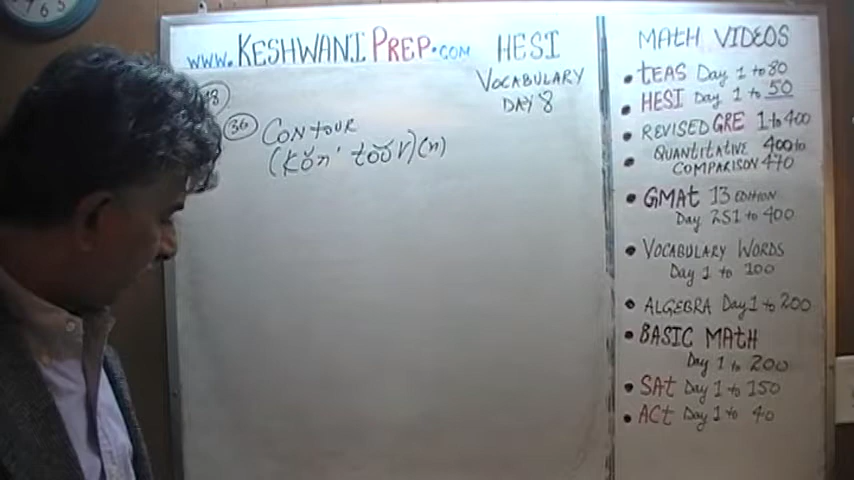 www.KESHWANIPREP.COM
HESI
VOCABULARY
DAY 8
36 CONTOUR
(kŏn' to͝or)(n)
MATH VIDEOS
• TEAS Day 1 to 80
• HESI Day 1 to 50
• REVISED GRE 1 to 400
• QUANTITATIVE 400 to
COMPARISON 470
• GMAT 13 EDITION
Day 251 to 400
• VOCABULARY WORDS
Day 1 to 100
• ALGEBRA Day 1 to 200
• BASIC MATH
Day 1 to 200
• SAT Day 1 to 150
• ACT Day 1 to 40